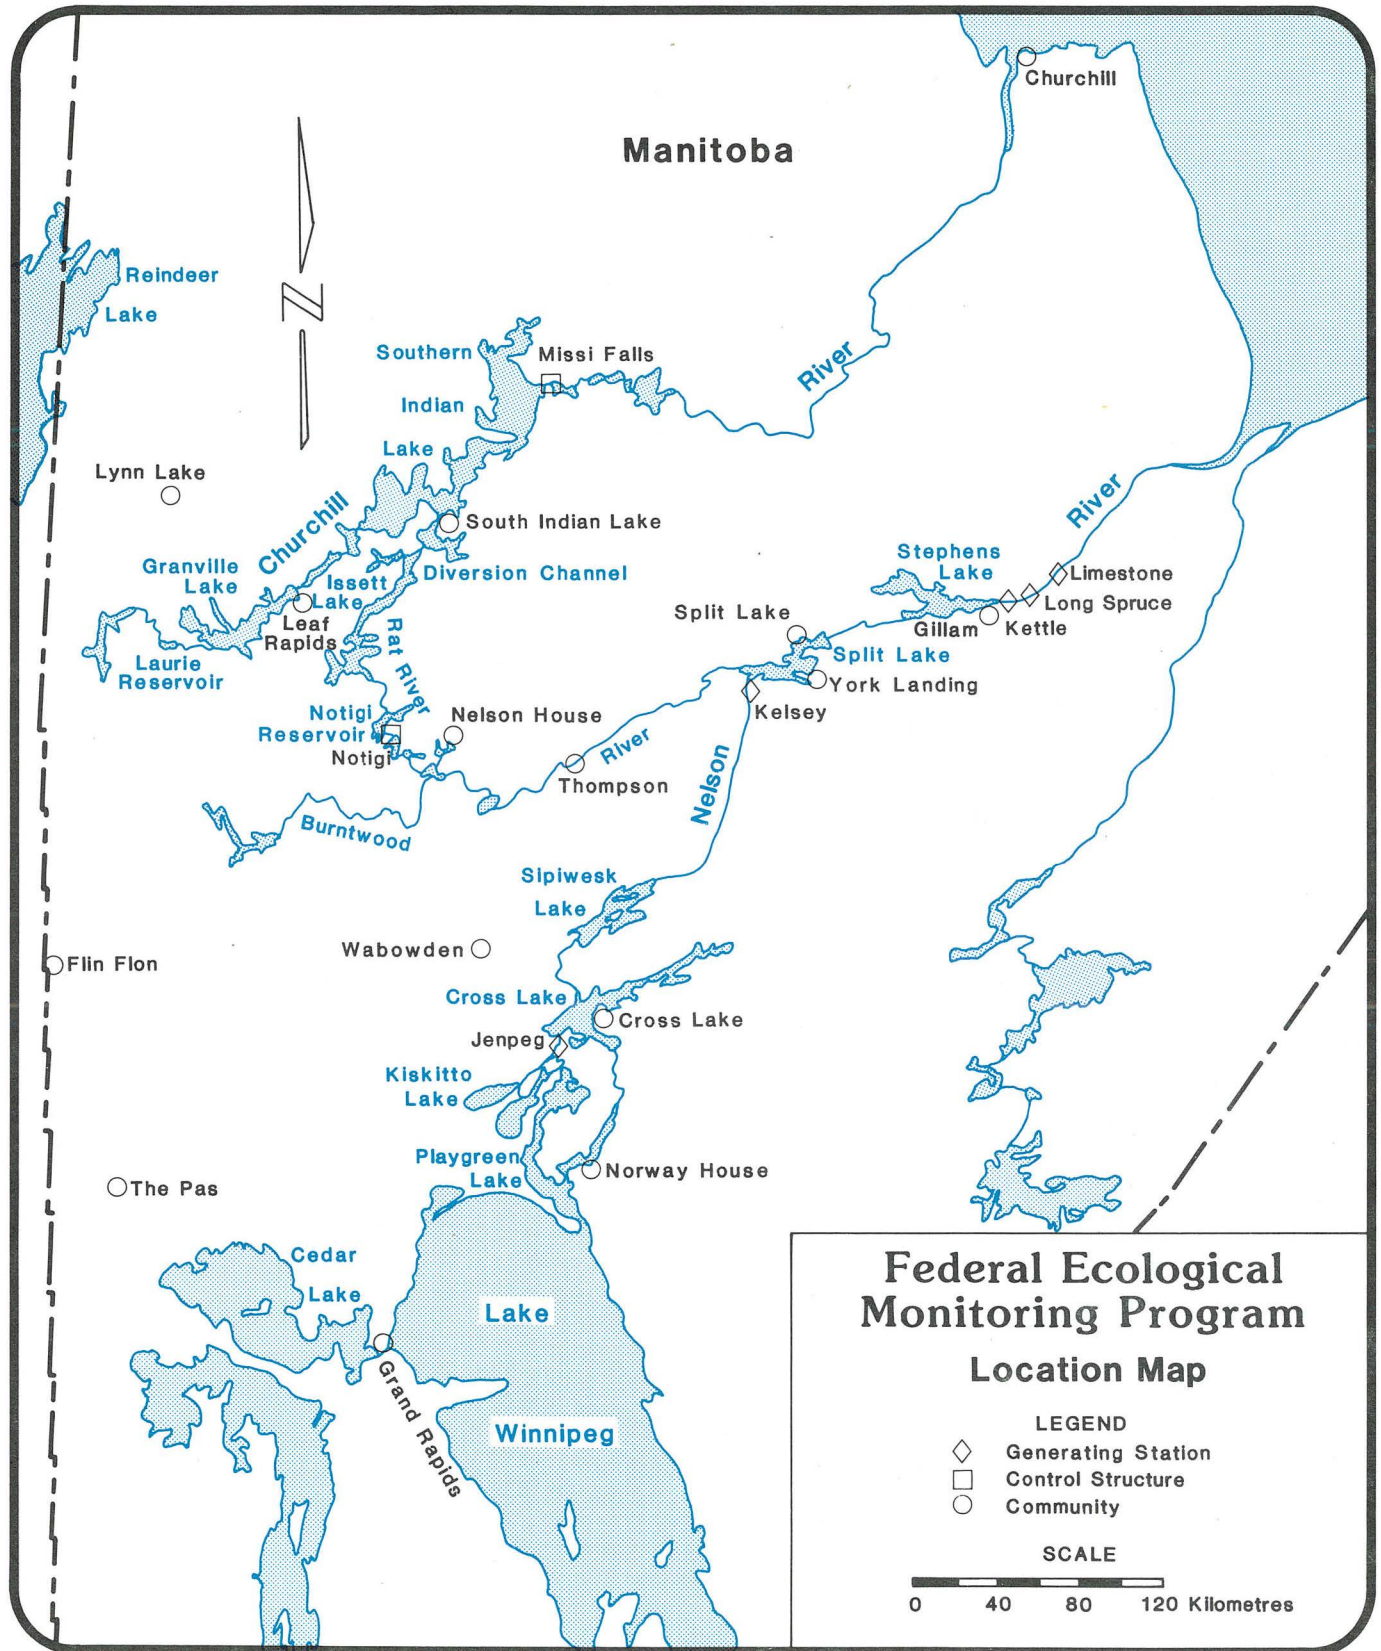 Churchill
Manitoba
Reindeer
Lake
N
Southern
Indian
Lake
Missi Falls
River
Lynn Lake
Churchill
South Indian Lake
River
Granville
Lake
Issett
Lake
Diversion Channel
Stephens
Lake
Limestone
Long Spruce
Kettle
Gillam
Leaf
Rapids
Rat River
Split Lake
Split Lake
York Landing
Kelsey
Laurie
Reservoir
Notigi
Reservoir
Notigi
Nelson House
River
Thompson
Nelson
Burntwood
Sipiwesk
Lake
Wabowden
Flin Flon
Cross Lake
Cross Lake
Jenpeg
Kiskitto
Lake
Playgreen
Lake
Norway House
The Pas
Cedar
Lake
Grand Rapids
Lake
Winnipeg
Federal Ecological
Monitoring Program
Location Map
LEGEND
Generating Station
Control Structure
Community
SCALE
0 40 80 120 Kilometres